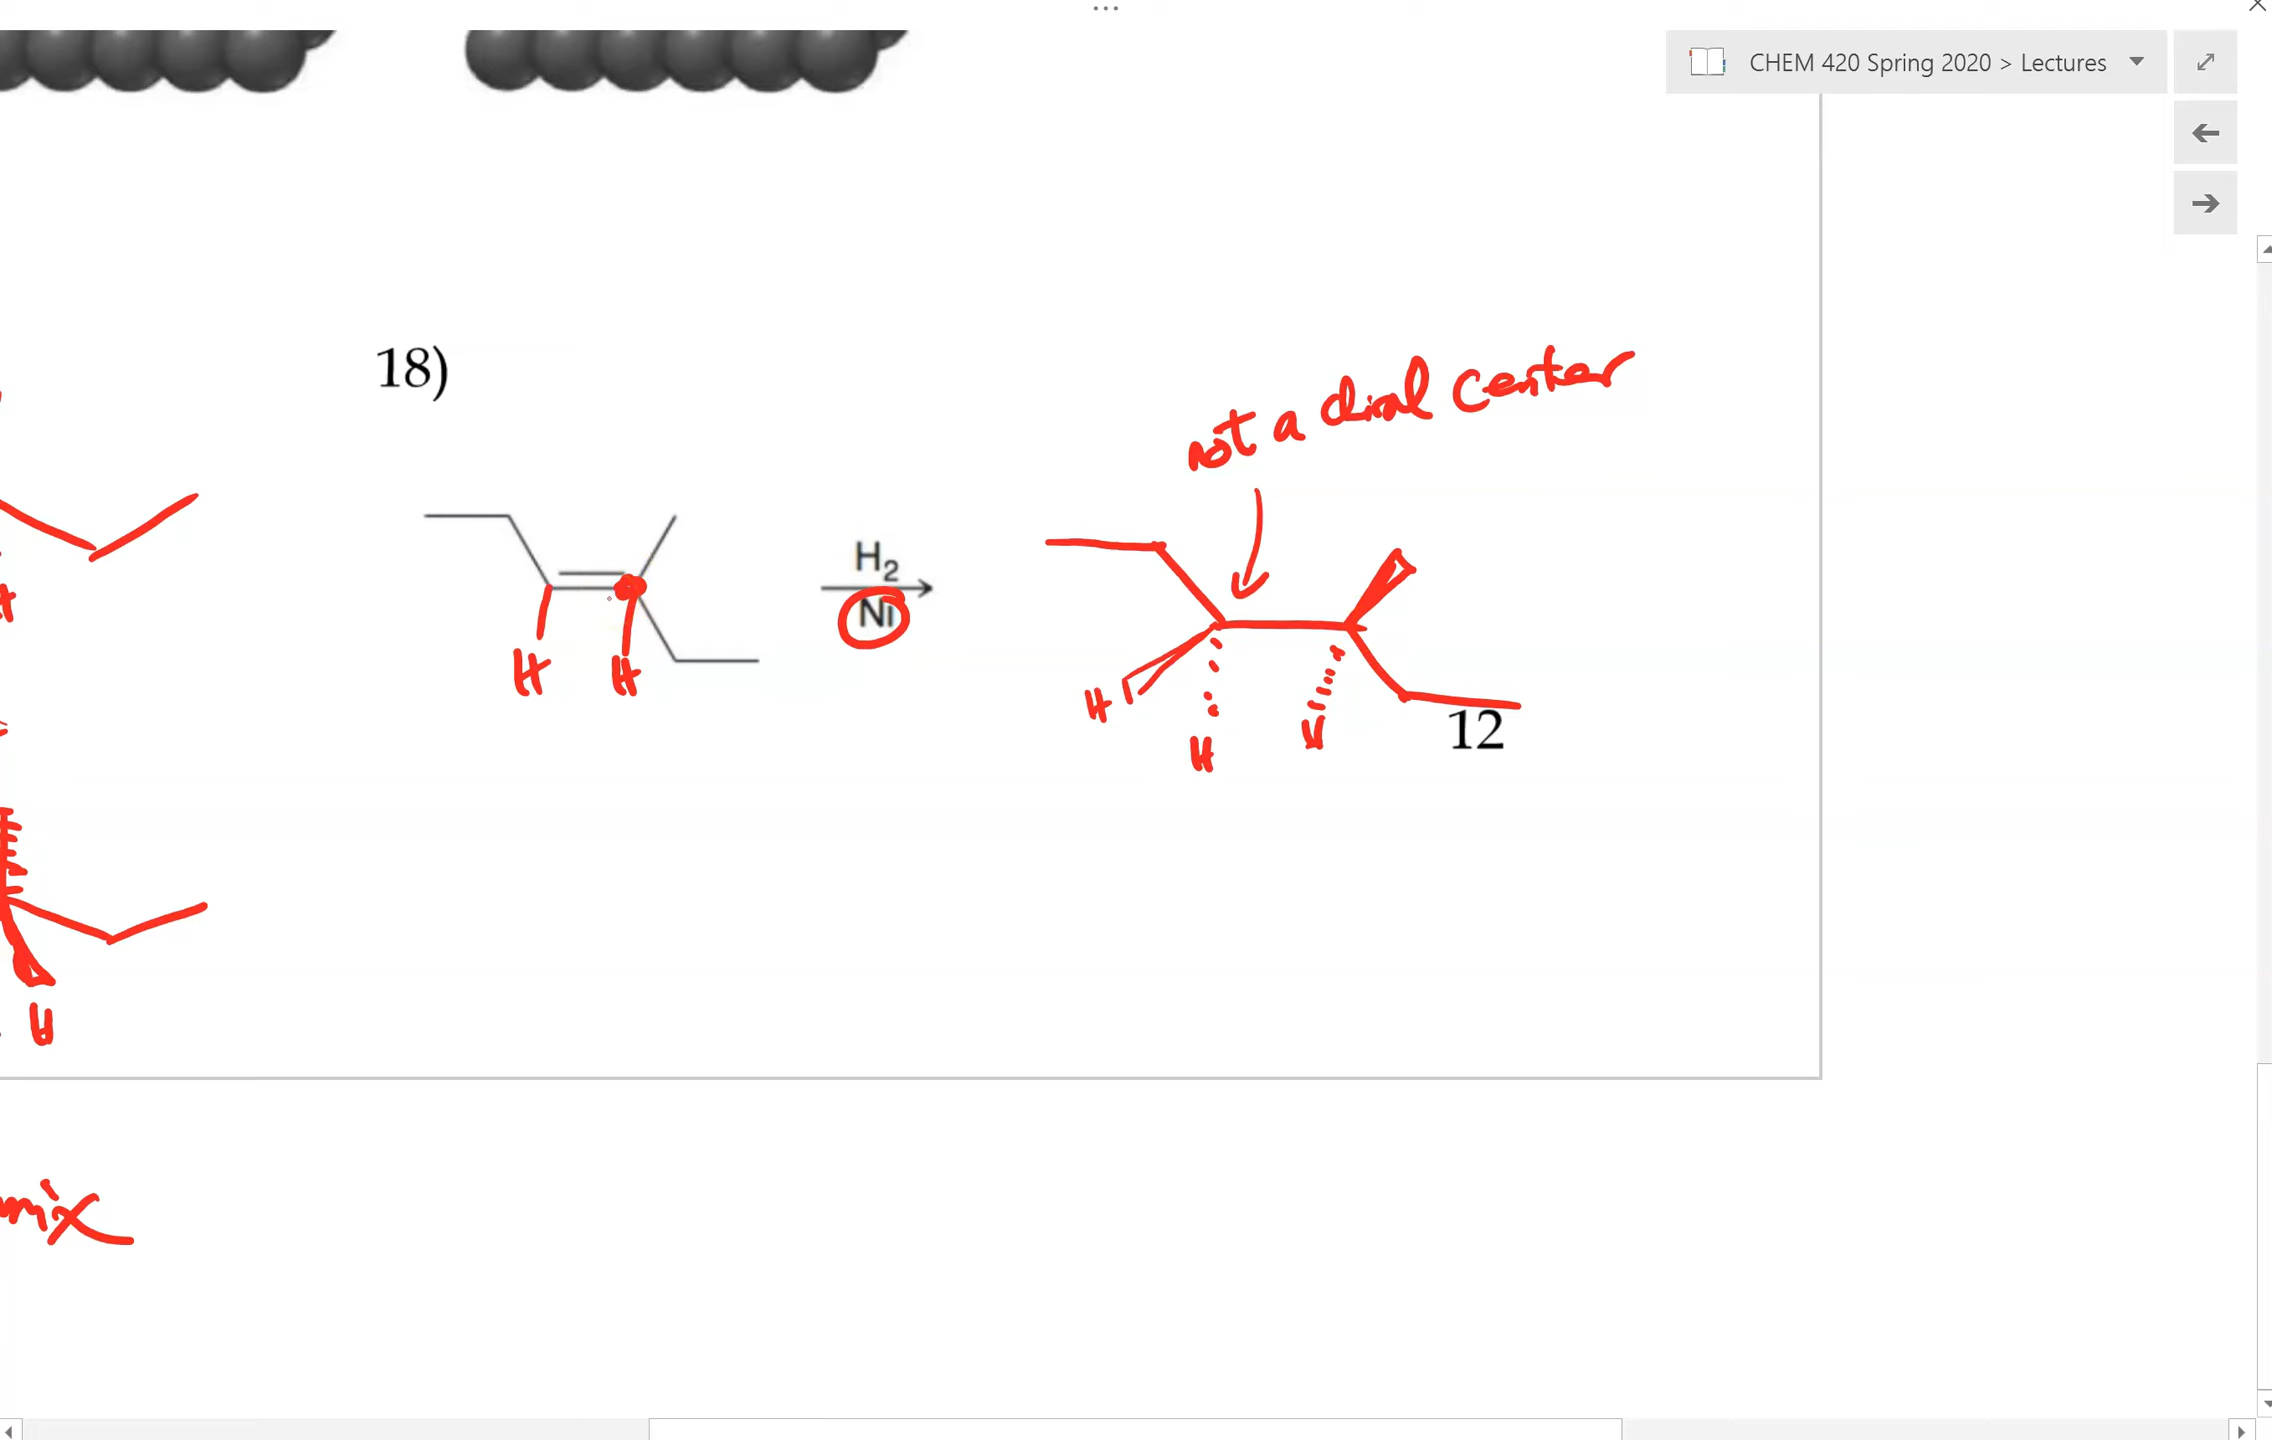 CHEM 420 Spring 2020 > Lectures
18)
not a chiral center
H₂
Ni
H H
H
H
H
12
H
mix